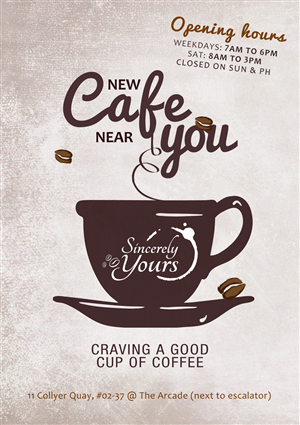 Opening hours
WEEKDAYS: 7AM TO 6PM
SAT: 8AM TO 3PM
CLOSED ON SUN & PH
NEW
Cafe
NEAR you
Sincerely
Yours
CRAVING A GOOD
CUP OF COFFEE
11 Collyer Quay, #02-37 @ The Arcade (next to escalator)